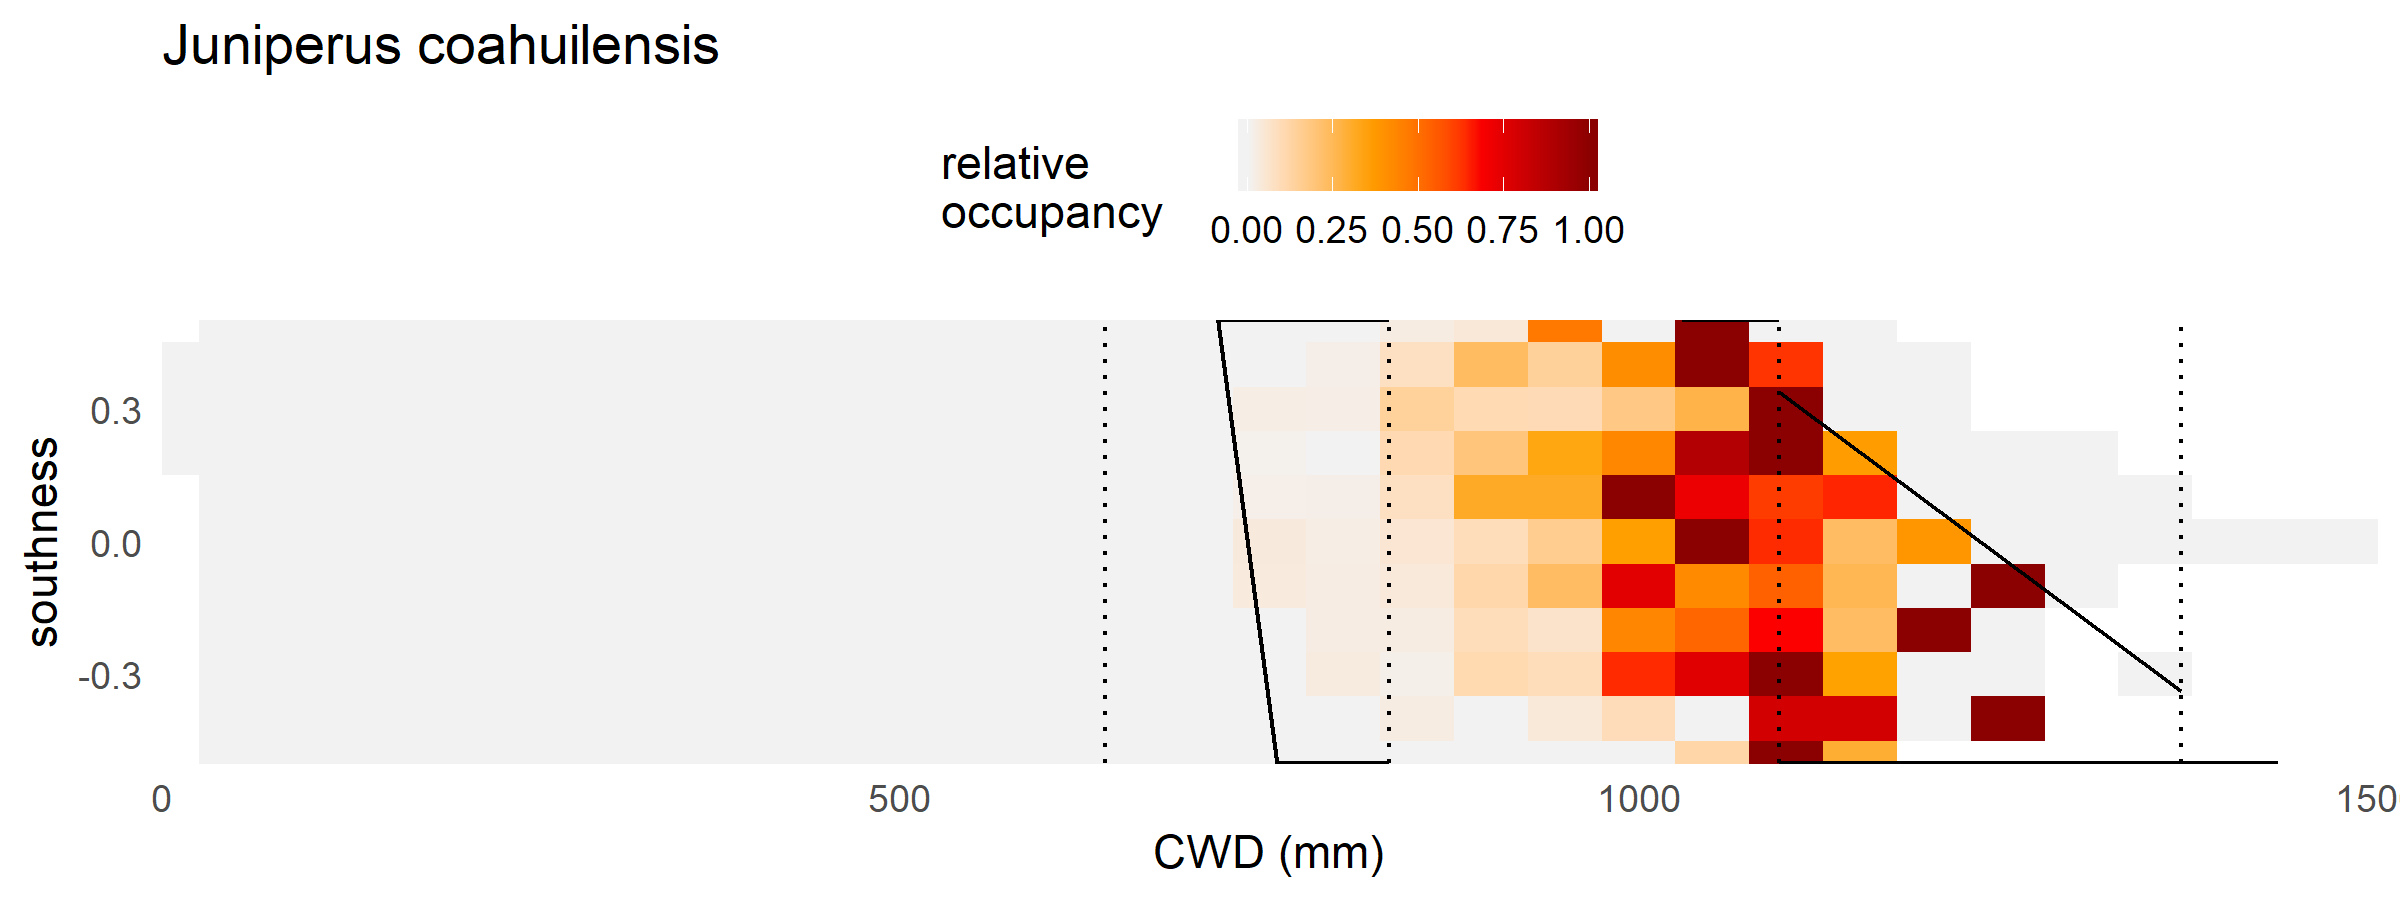 Juniperus coahuilensis
relative
occupancy
0.00 0.25 0.50 0.75 1.00
southness
0.3
0.0
-0.3
0 500 1000 150
CWD (mm)